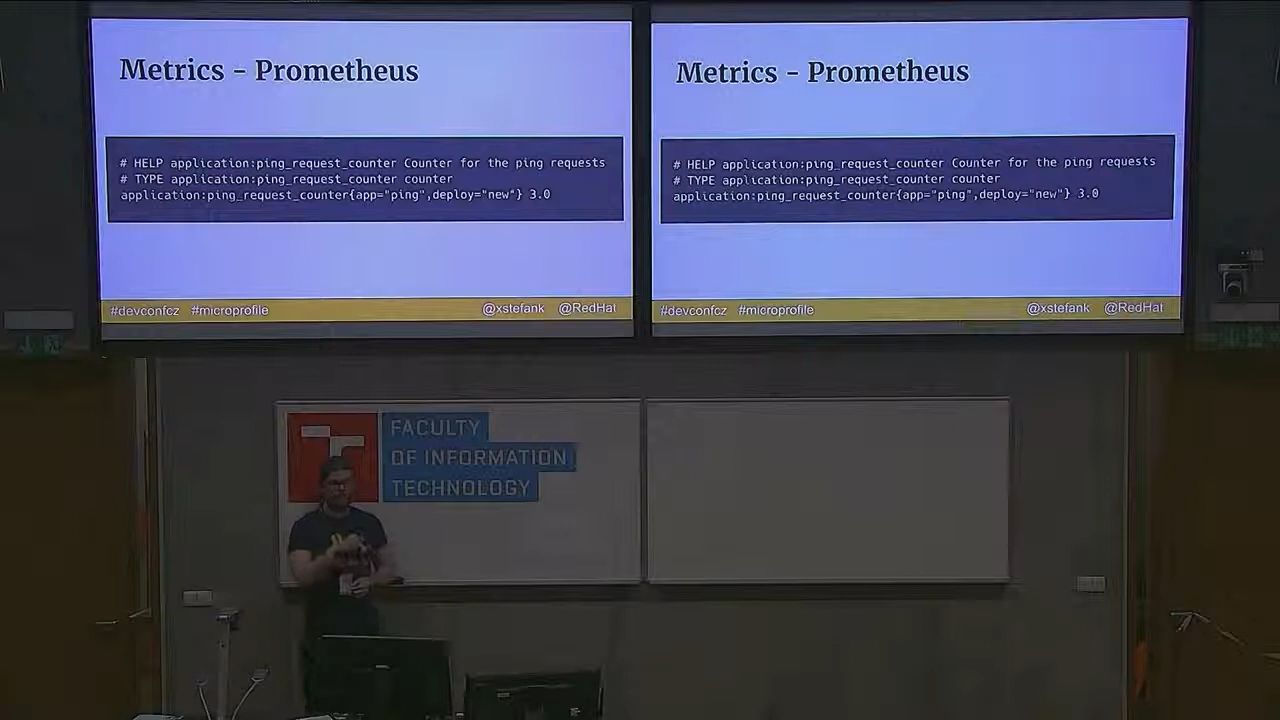 Metrics - Prometheus
# HELP application:ping_request_counter Counter for the ping requests
# TYPE application:ping_request_counter counter
application:ping_request_counter{app="ping",deploy="new"} 3.0
#devconfcz #microprofile @xstefank @RedHat
Metrics - Prometheus
# HELP application:ping_request_counter Counter for the ping requests
# TYPE application:ping_request_counter counter
application:ping_request_counter{app="ping",deploy="new"} 3.0
#devconfcz #microprofile @xstefank @RedHat
FACULTY
OF INFORMATION
TECHNOLOGY